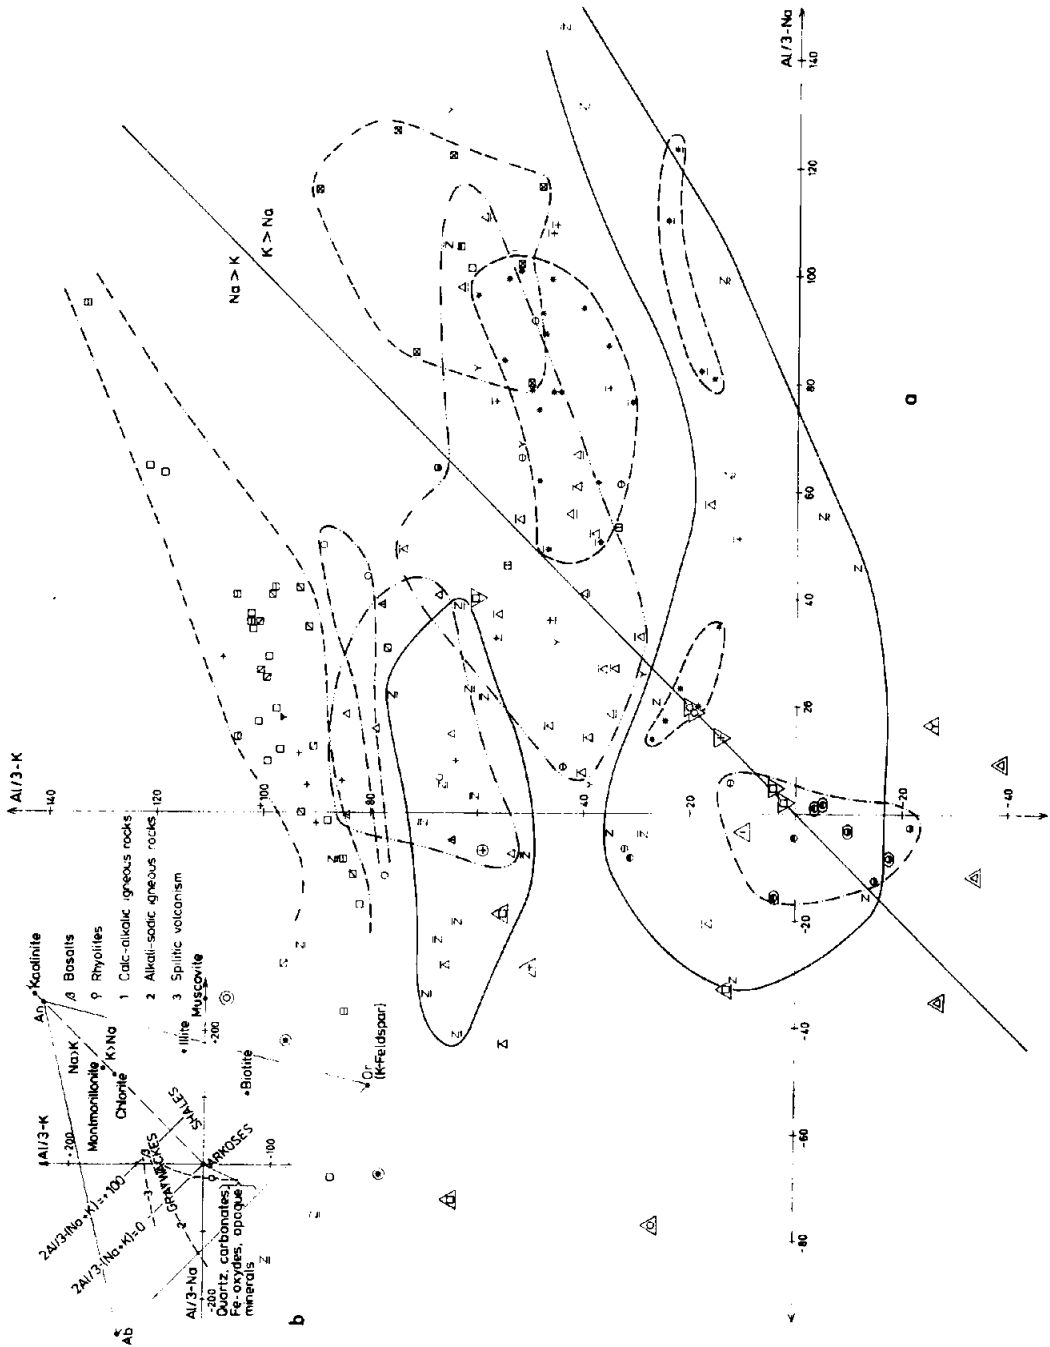 Al/3-K
140
120
100
80
40
-20
-20
-40
Al/3-Na
140
120
100
80
60
40
20
-20
-40
-60
-80
Na > K
K > Na
a
b
Al/3-K
+200
An
Kaolinite
Na>K
K>Na
Montmorillonite
Chlorite
Illite
Muscovite
+200
Biotite
Or
(K-Feldspar)
-100
SHALES
GRAYWACKES
ARKOSES
2Al/3-(Na+K)=+100
2Al/3-(Na+K)=0
Al/3-Na
-200
Ab
Quartz, carbonates,
Fe-oxydes, opaque
minerals
β Basalts
ρ Rhyolites
1 Calc-alkalic igneous rocks
2 Alkali-sodic igneous rocks
3 Spilitic volcanism